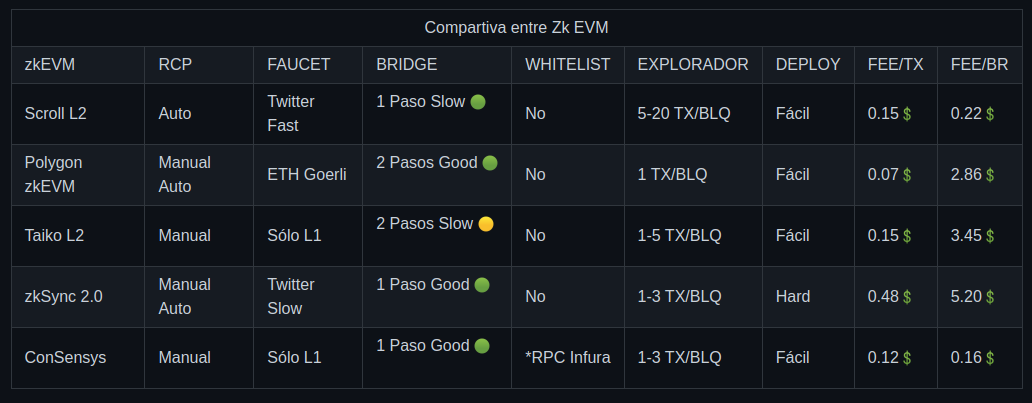 Compartiva entre Zk EVM
zkEVM RCP FAUCET BRIDGE WHITELIST EXPLORADOR DEPLOY FEE/TX FEE/BR
Scroll L2 Auto Twitter Fast 1 Paso Slow 🟢 No 5-20 TX/BLQ Fácil 0.15 $ 0.22 $
Polygon zkEVM Manual Auto ETH Goerli 2 Pasos Good 🟢 No 1 TX/BLQ Fácil 0.07 $ 2.86 $
Taiko L2 Manual Sólo L1 2 Pasos Slow 🟡 No 1-5 TX/BLQ Fácil 0.15 $ 3.45 $
zkSync 2.0 Manual Auto Twitter Slow 1 Paso Good 🟢 No 1-3 TX/BLQ Hard 0.48 $ 5.20 $
ConSensys Manual Sólo L1 1 Paso Good 🟢 *RPC Infura 1-3 TX/BLQ Fácil 0.12 $ 0.16 $